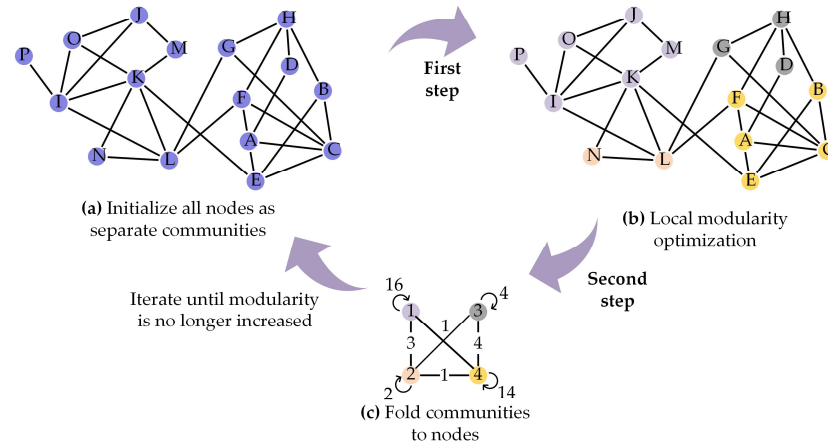 J
H
O
M
G
P
K
D
B
F
I
A
C
N
L
E
(a) Initialize all nodes as
separate communities
First
step
J
H
O
M
G
P
K
D
B
F
I
A
C
N
L
E
(b) Local modularity
optimization
Second
step
Iterate until modularity
is no longer increased
16
4
1
3
1
3
4
2
1
4
2
14
(c) Fold communities
to nodes